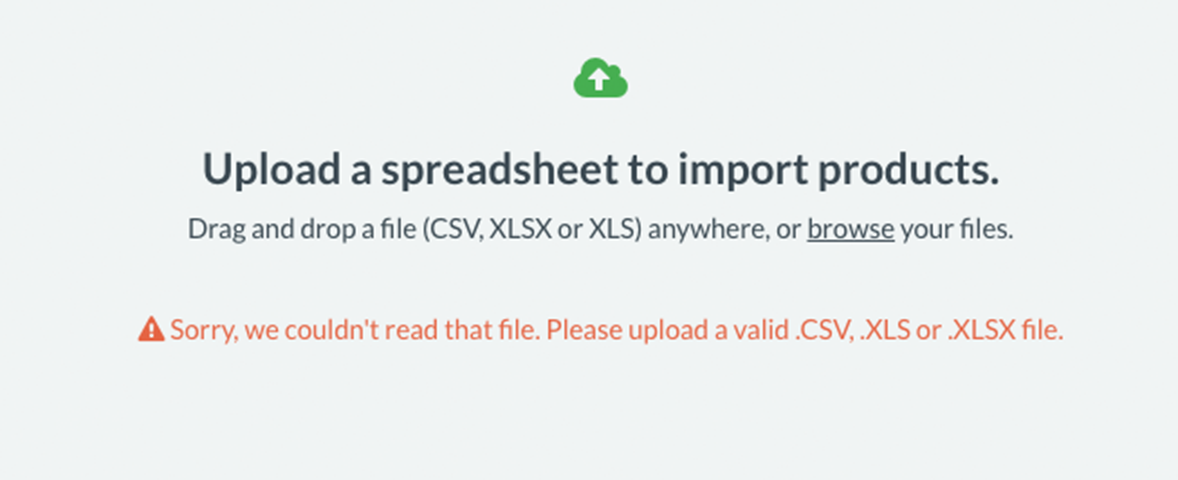 Upload a spreadsheet to import products.
Drag and drop a file (CSV, XLSX or XLS) anywhere, or browse your files.
Sorry, we couldn't read that file. Please upload a valid .CSV, .XLS or .XLSX file.